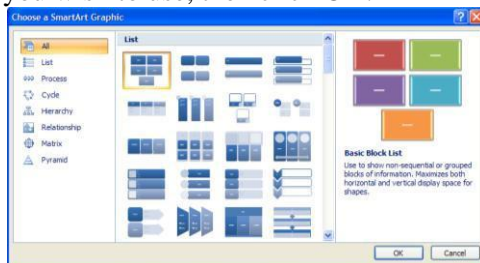 Choose a SmartArt Graphic
All
List
Process
Cycle
Hierarchy
Relationship
Matrix
Pyramid
List
Basic Block List
Use to show non-sequential or grouped
blocks of information. Maximizes both
horizontal and vertical display space for
shapes.
OK
Cancel